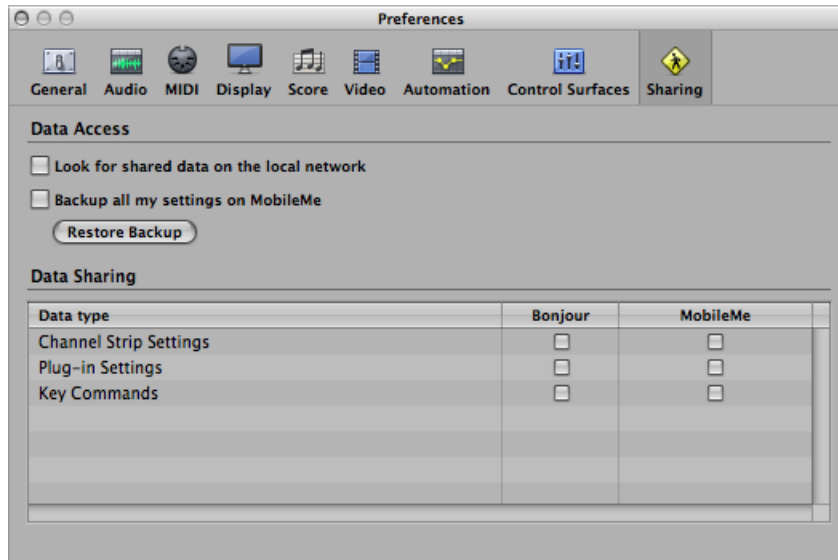 Preferences
General Audio MIDI Display Score Video Automation Control Surfaces Sharing
Data Access
Look for shared data on the local network
Backup all my settings on MobileMe
Restore Backup
Data Sharing
Data type Bonjour MobileMe
Channel Strip Settings
Plug-in Settings
Key Commands